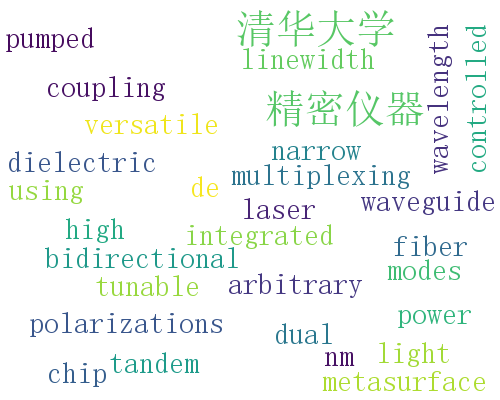 清华大学
pumped
linewidth
wavelength
controlled
coupling
精密仪器
versatile
narrow
dielectric
multiplexing
using
de
waveguide
laser
high
integrated
fiber
bidirectional
modes
tunable
arbitrary
polarizations
power
dual
nm
light
chip
tandem
metasurface